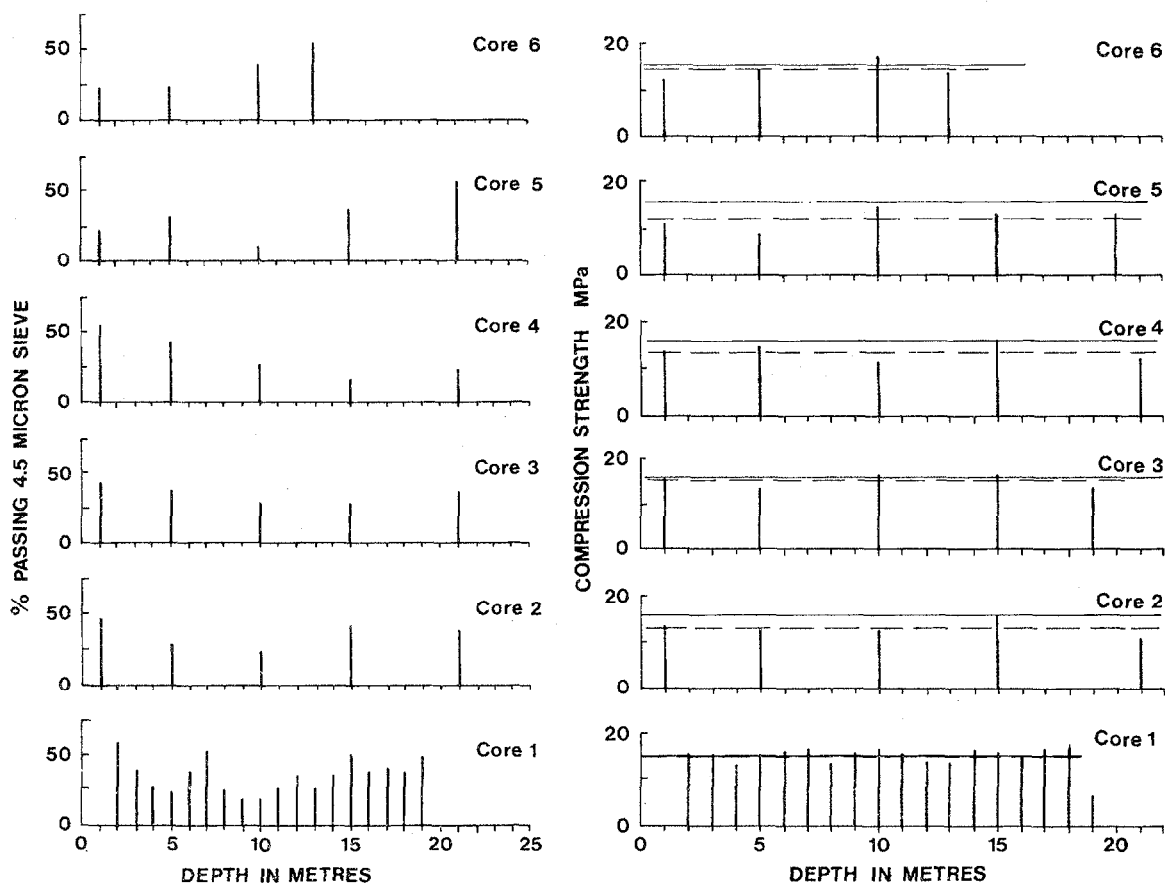 % PASSING 4.5 MICRON SIEVE
50
0
Core 6
50
0
Core 5
50
0
Core 4
50
0
Core 3
50
0
Core 2
50
0
Core 1
0 5 10 15 20 25
DEPTH IN METRES
COMPRESSION STRENGTH MPa
20
0
Core 6
20
0
Core 5
20
0
Core 4
20
0
Core 3
20
0
Core 2
20
0
Core 1
0 5 10 15 20
DEPTH IN METRES